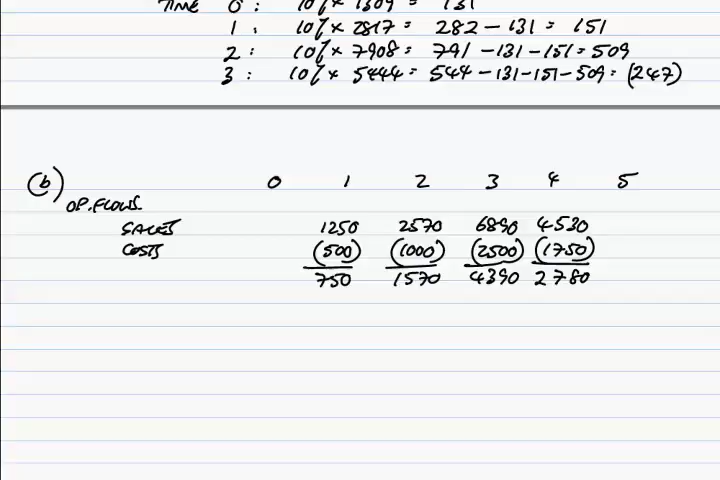 TIME 0: 10% × 1309 = 131
1: 10% × 2817 = 282 - 131 = 151
2: 10% × 7908 = 791 - 131 - 151 = 509
3: 10% × 5444 = 544 - 131 - 151 - 509 = (247)
(b) 0 1 2 3 4 5
OP. FLOWS.
SALES 1250 2570 6890 4530
COSTS (500) (1000) (2500) (1750)
750 1570 4390 2780